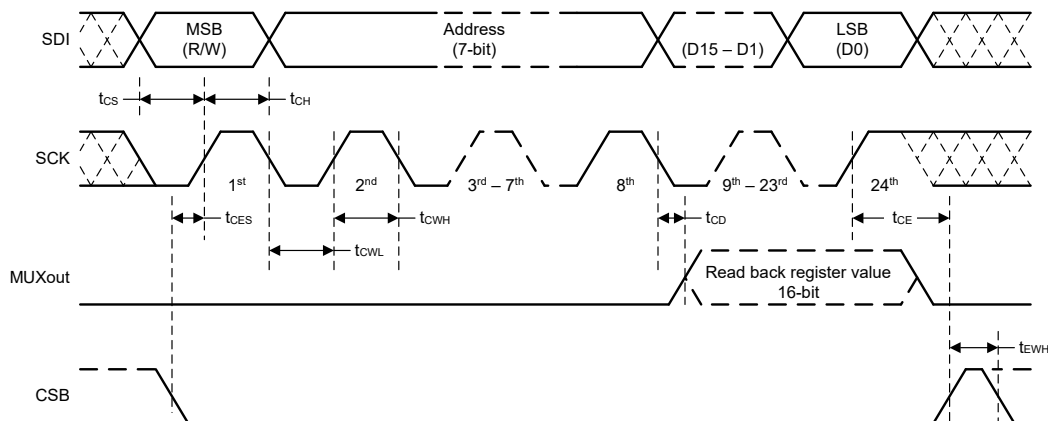 SDI
MSB
(R/W)
Address
(7-bit)
(D15 – D1)
LSB
(D0)
tCS
tCH
SCK
1st
2nd
3rd – 7th
8th
9th – 23rd
24th
tCES
tCWH
tCD
tCE
tCWL
MUXout
Read back register value
16-bit
tEWH
CSB